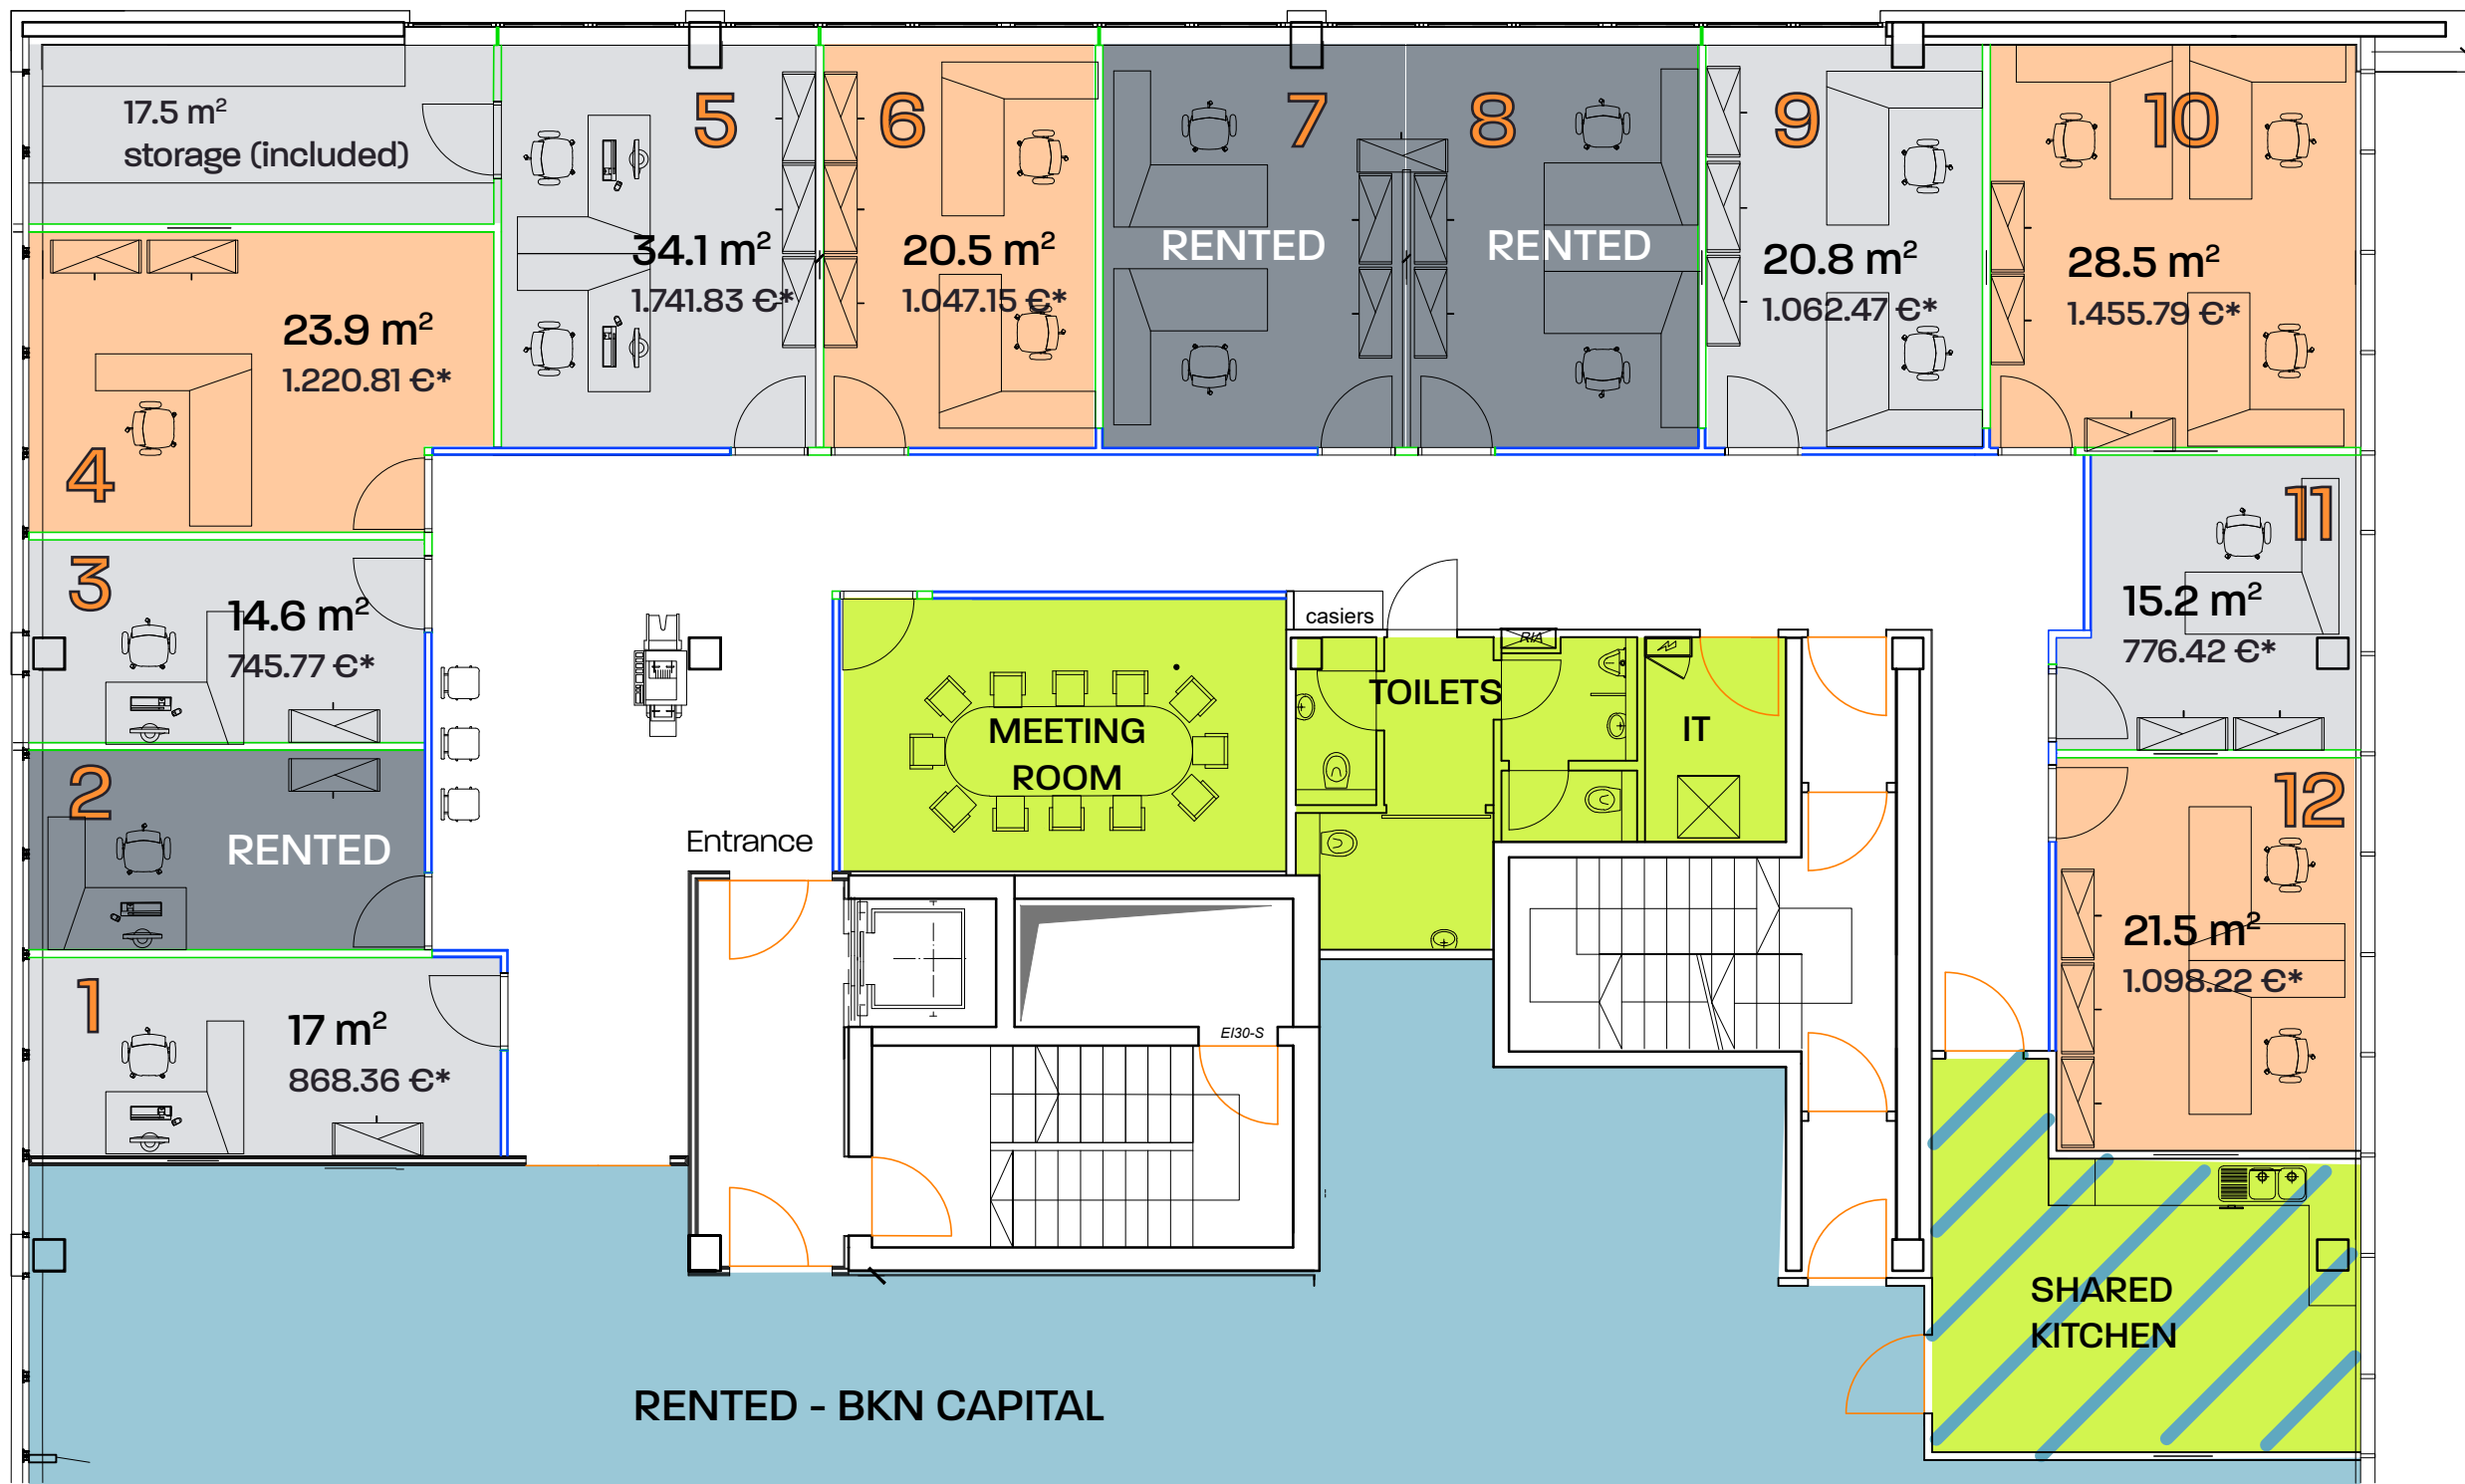 17.5 m²
storage (included)
5
34.1 m²
1.741.83 €*
6
20.5 m²
1.047.15 €*
7
RENTED
8
RENTED
9
20.8 m²
1.062.47 €*
10
28.5 m²
1.455.79 €*
23.9 m²
1.220.81 €*
4
3
14.6 m²
745.77 €*
2
RENTED
1
17 m²
868.36 €*
11
15.2 m²
776.42 €*
12
21.5 m²
1.098.22 €*
casiers
RIA
TOILETS
IT
MEETING
ROOM
Entrance
EI30-S
SHARED
KITCHEN
RENTED - BKN CAPITAL